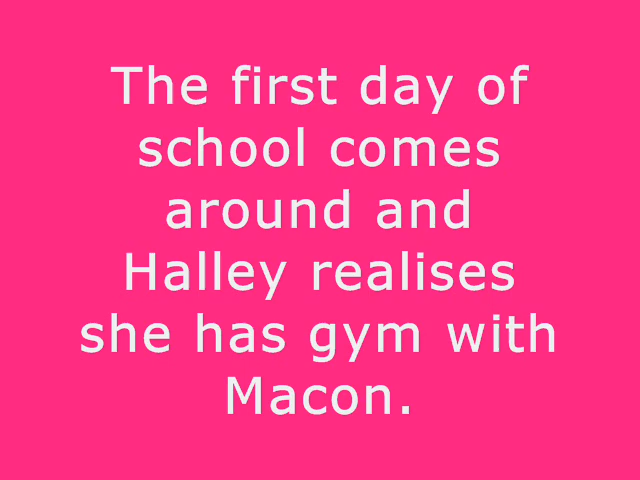 The first day of
school comes
around and
Halley realises
she has gym with
Macon.